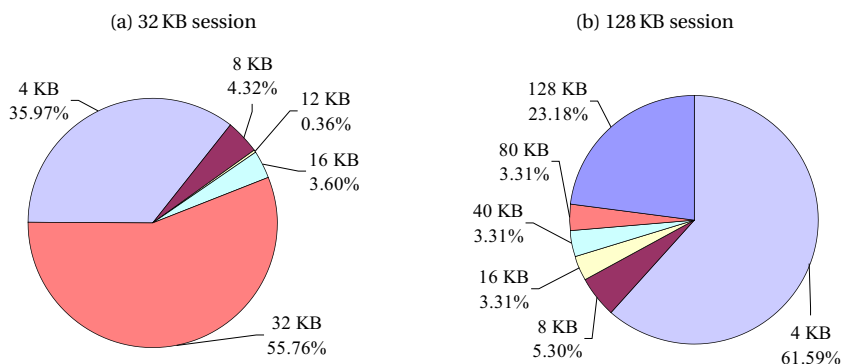 (a) 32 KB session
4 KB
35.97%
8 KB
4.32%
12 KB
0.36%
16 KB
3.60%
32 KB
55.76%
(b) 128 KB session
128 KB
23.18%
80 KB
3.31%
40 KB
3.31%
16 KB
3.31%
8 KB
5.30%
4 KB
61.59%